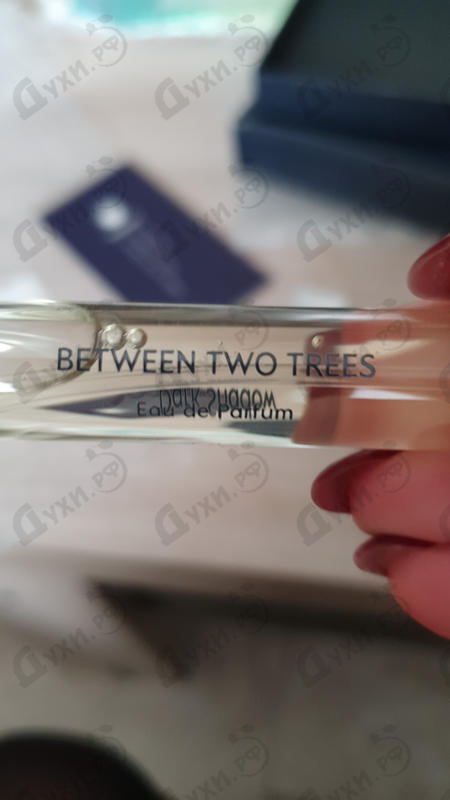 BETWEEN TWO TREES
Dark Shadow
Eau de Parfum
Духи.рф